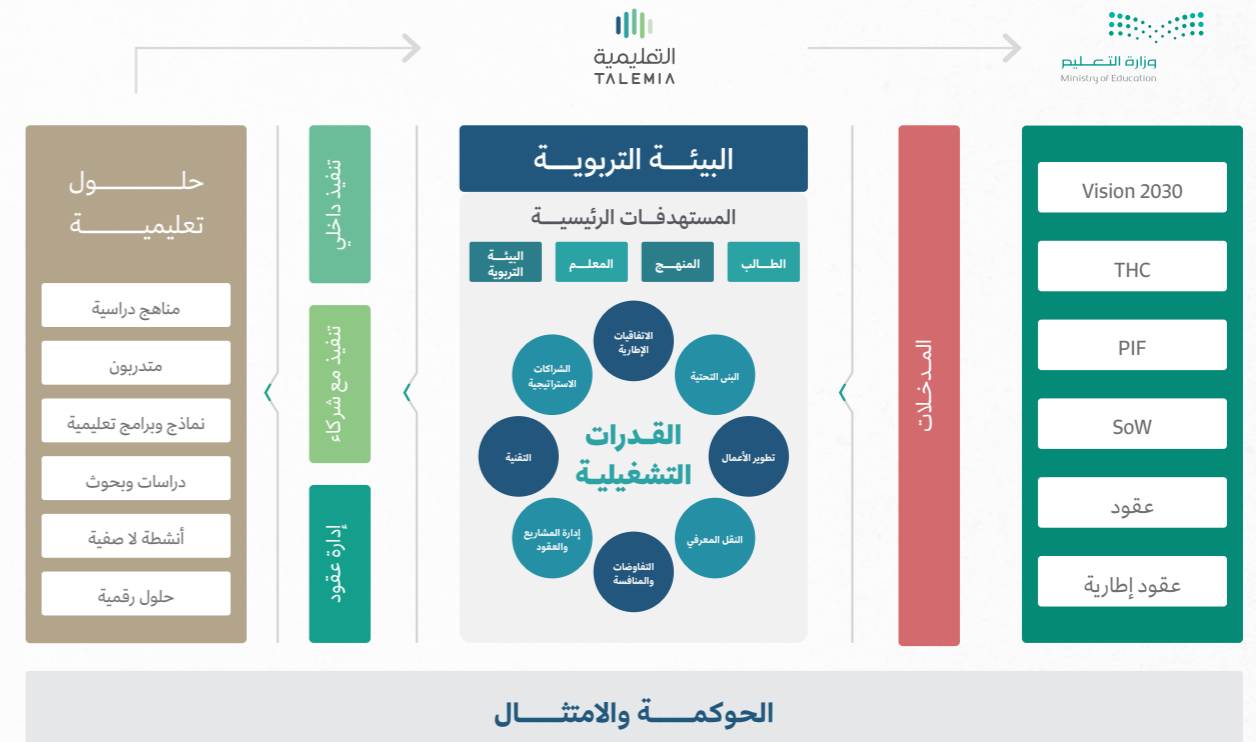 وزارة التعليم
Ministry of Education
التعليمية
TALEMIA
Vision 2030
THC
PIF
SoW
عقود
عقود إطارية
المدخلات
البيئة التربوية
المستهدفات الرئيسية
الطالب
المنهج
المعلم
البيئة
التربوية
الاتفاقيات
الإطارية
البنى التحتية
تطوير الأعمال
النقل المعرفي
التفاوضات
والمنافسة
إدارة المشاريع
والعقود
التقنية
الشراكات
الاستراتيجية
القدرات
التشغيلية
تنفيذ داخلي
تنفيذ مع شركاء
إدارة عقود
حلول
تعليمية
مناهج دراسية
متدربون
نماذج وبرامج تعليمية
دراسات وبحوث
أنشطة لا صفية
حلول رقمية
الحوكمة والامتثال